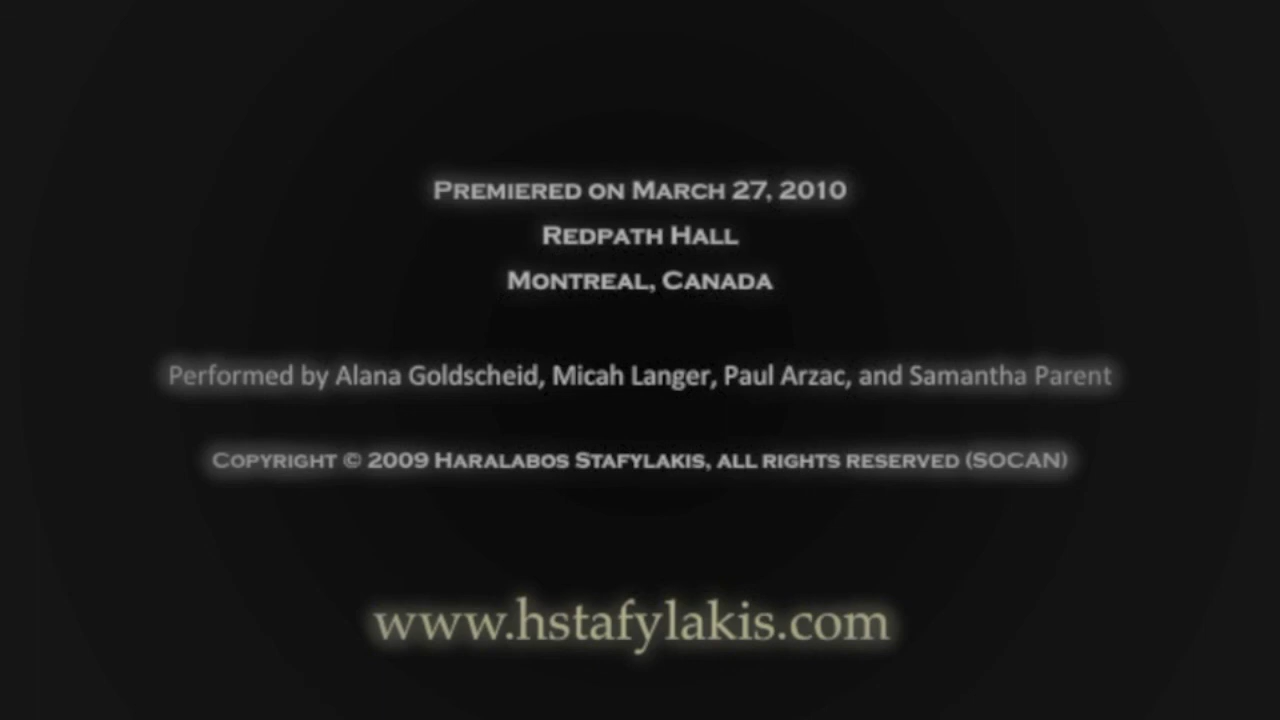 Premiered on March 27, 2010
Redpath Hall
Montreal, Canada
Performed by Alana Goldscheid, Micah Langer, Paul Arzac, and Samantha Parent
Copyright © 2009 Haralabos Stafylakis, all rights reserved (SOCAN)
www.hstafylakis.com